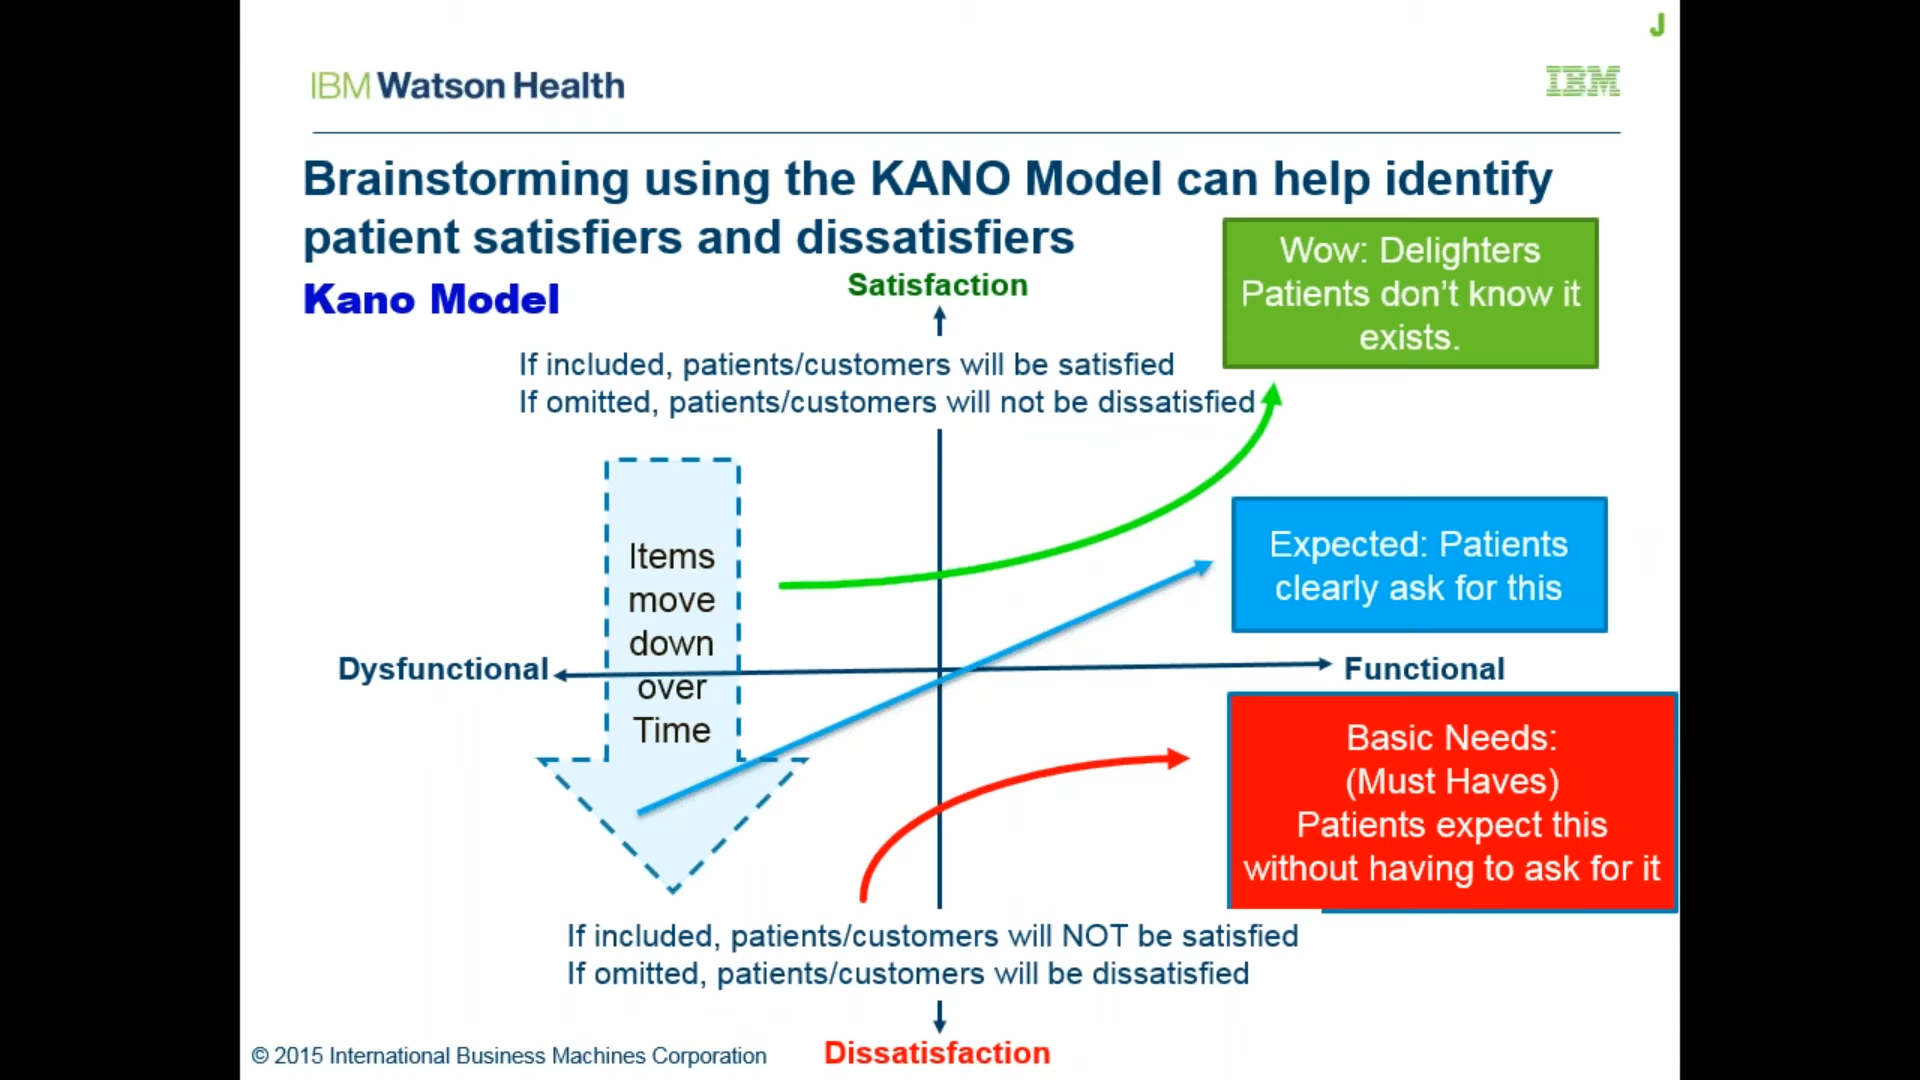 J
IBM Watson Health
IBM
Brainstorming using the KANO Model can help identify
patient satisfiers and dissatisfiers
Kano Model
Satisfaction
Wow: Delighters
Patients don't know it
exists.
If included, patients/customers will be satisfied
If omitted, patients/customers will not be dissatisfied
Items
move
down
over
Time
Expected: Patients
clearly ask for this
Dysfunctional
Functional
Basic Needs:
(Must Haves)
Patients expect this
without having to ask for it
If included, patients/customers will NOT be satisfied
If omitted, patients/customers will be dissatisfied
© 2015 International Business Machines Corporation
Dissatisfaction